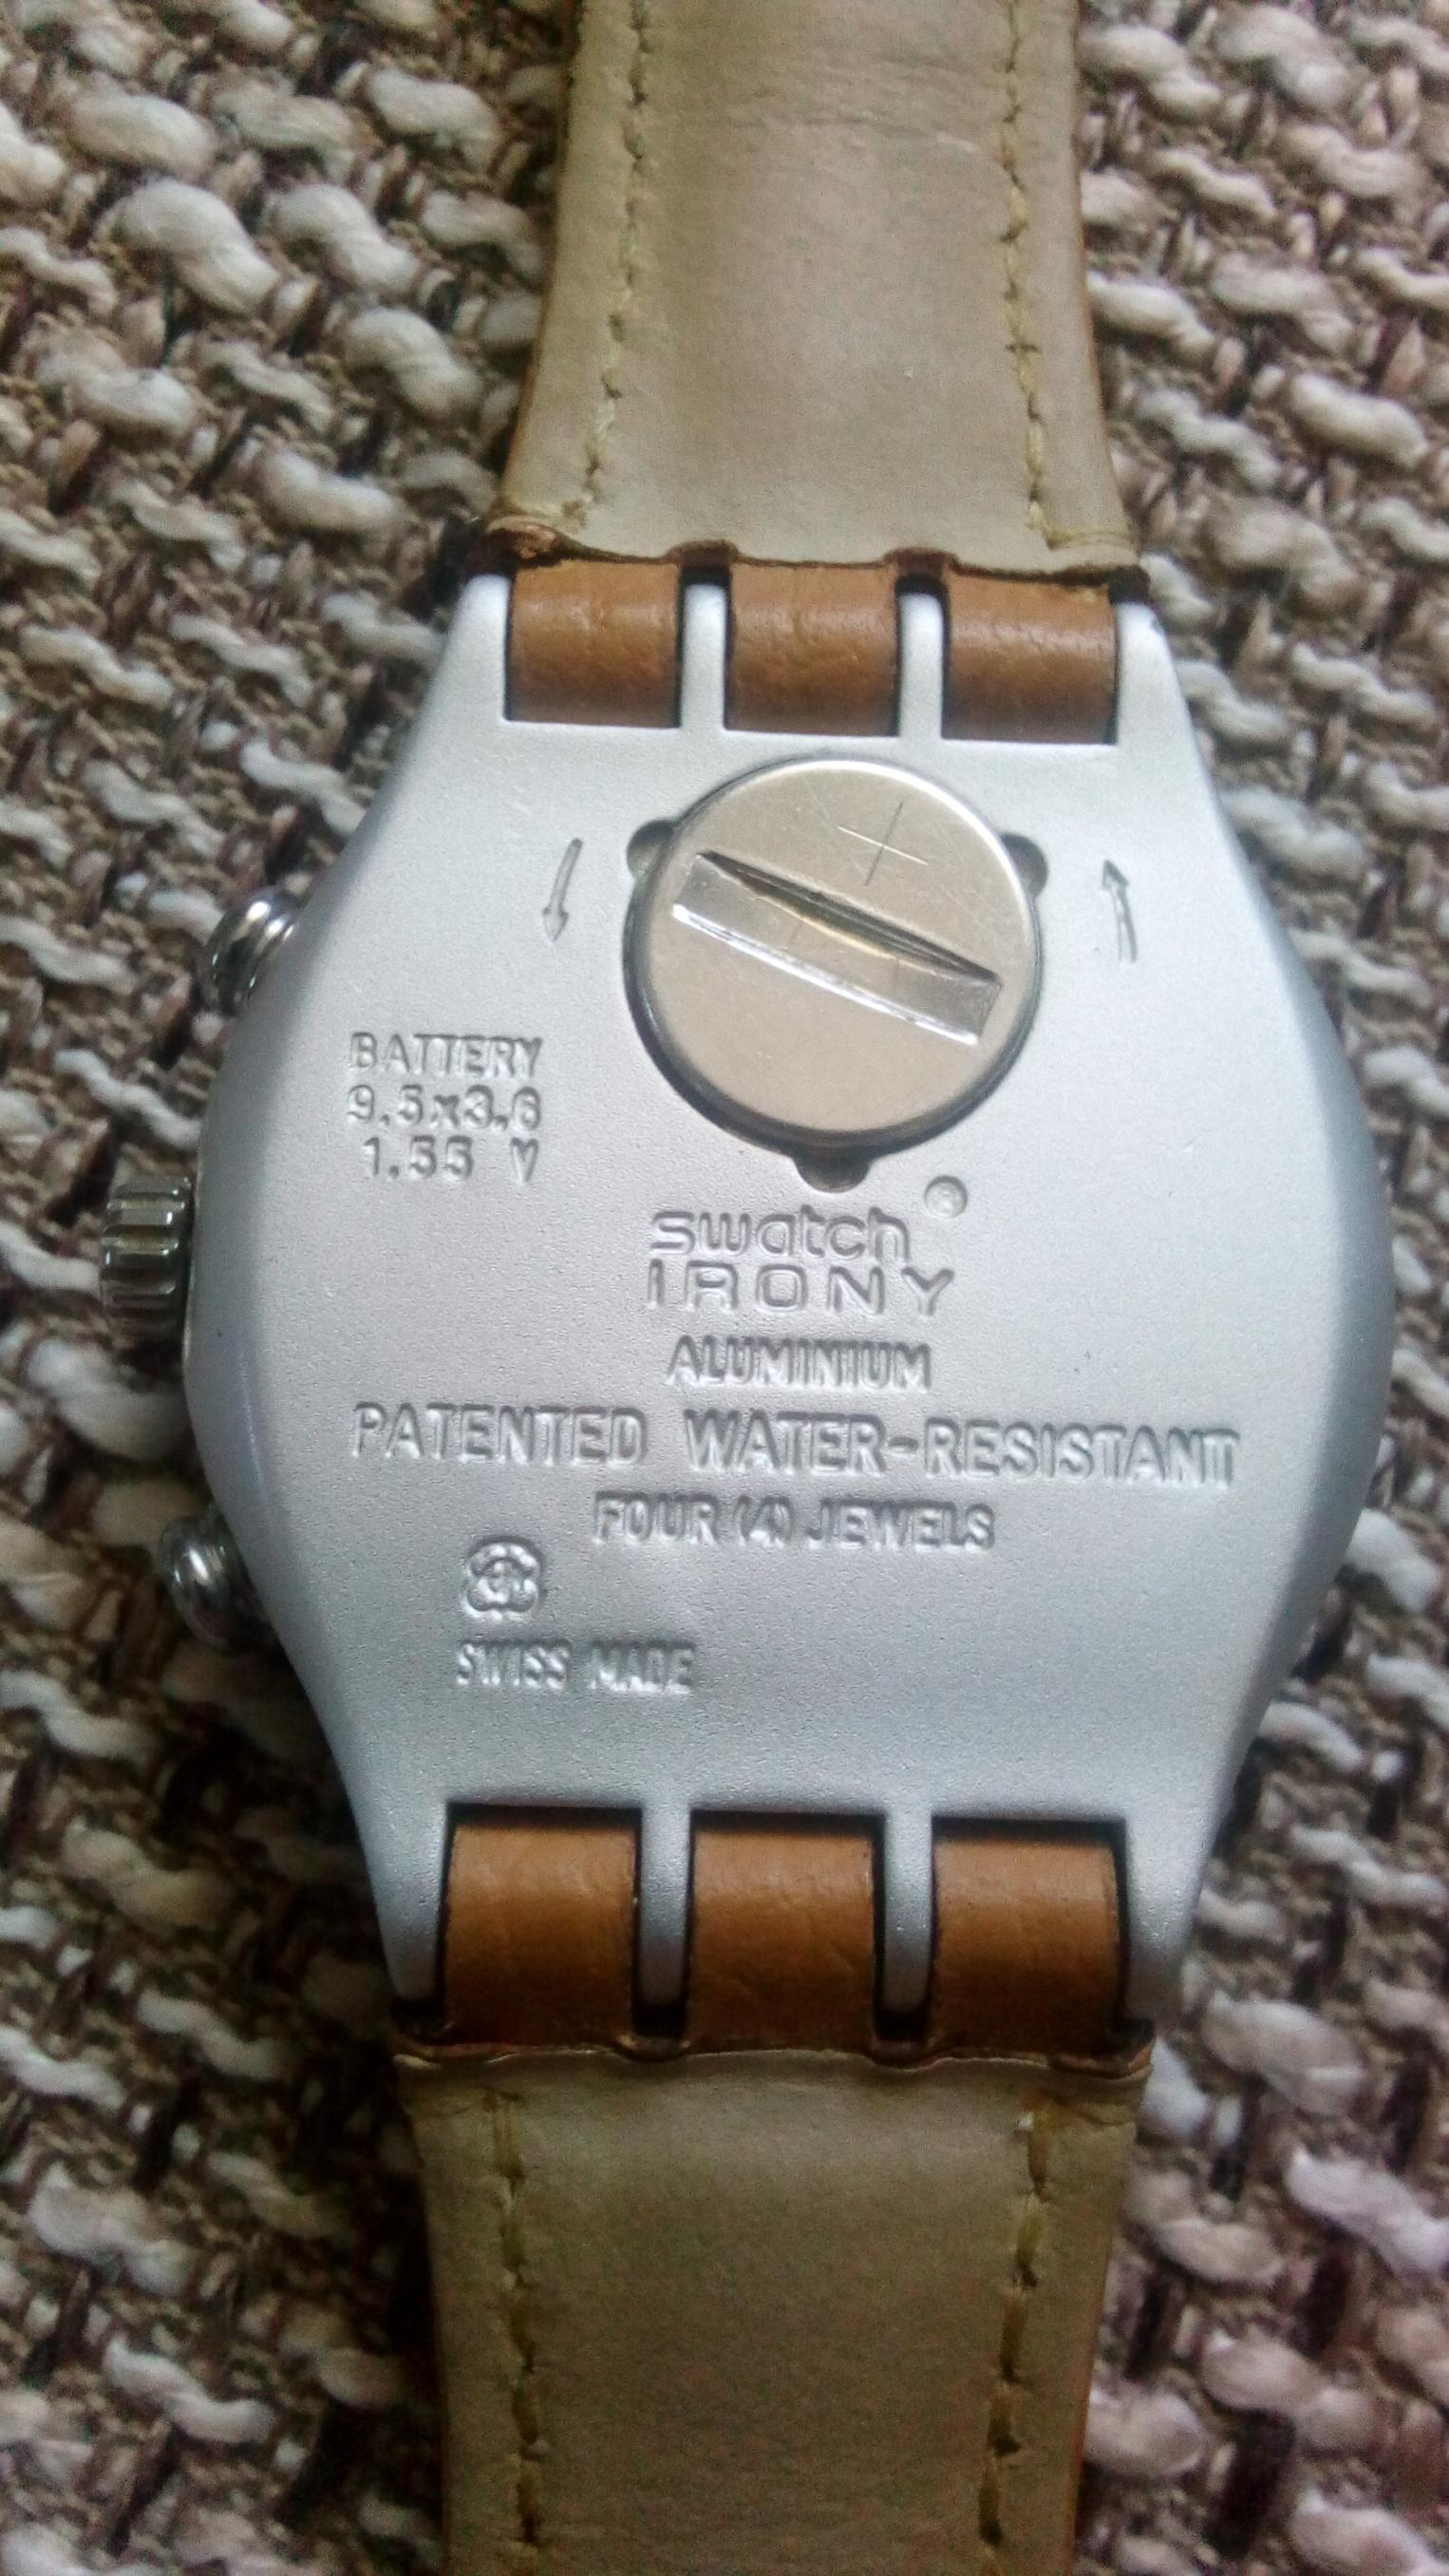 +
BATTERY
9.5x3.6
1.55 V
swatch ®
IRONY
ALUMINIUM
PATENTED WATER-RESISTANT
FOUR (4) JEWELS
SWISS MADE